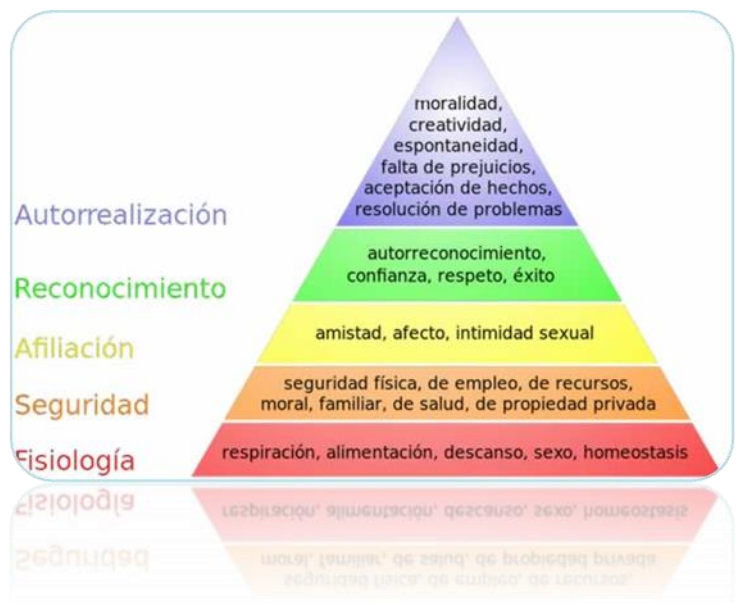 moralidad,
creatividad,
espontaneidad,
falta de prejuicios,
aceptación de hechos,
resolución de problemas
Autorrealización
autorreconocimiento,
confianza, respeto, éxito
Reconocimiento
amistad, afecto, intimidad sexual
Afiliación
seguridad física, de empleo, de recursos,
moral, familiar, de salud, de propiedad privada
Seguridad
respiración, alimentación, descanso, sexo, homeostasis
Fisiología